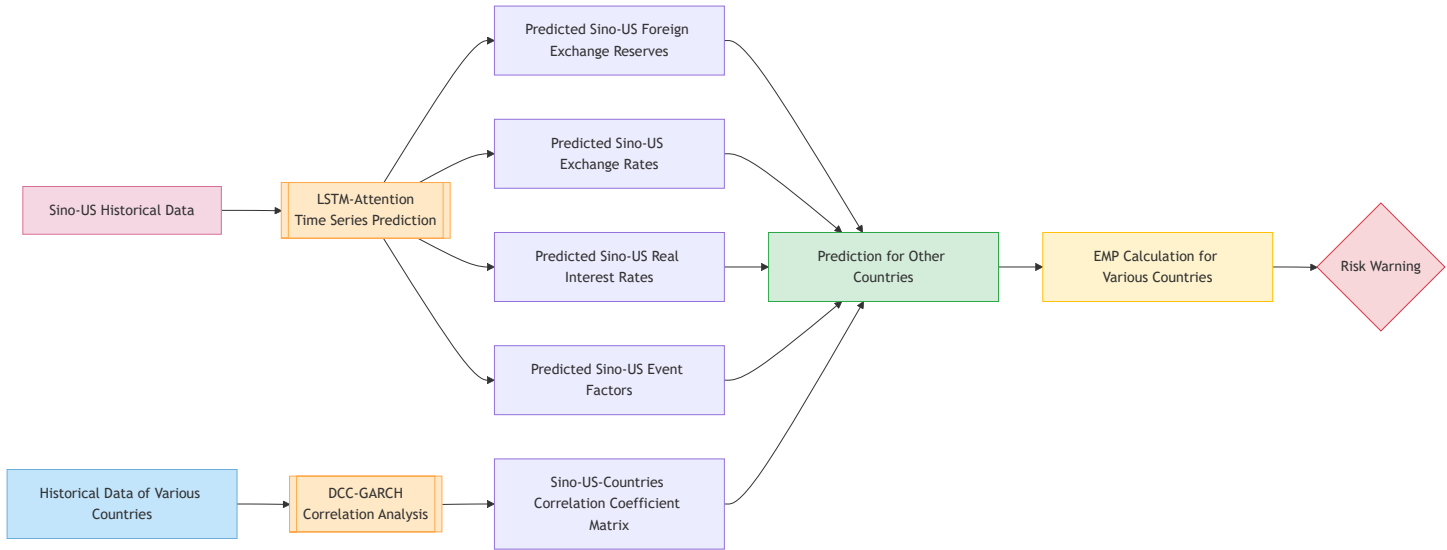 Predicted Sino-US Foreign
Exchange Reserves
Predicted Sino-US
Exchange Rates
Sino-US Historical Data
LSTM-Attention
Time Series Prediction
Predicted Sino-US Real
Interest Rates
Prediction for Other
Countries
EMP Calculation for
Various Countries
Risk Warning
Predicted Sino-US Event
Factors
Historical Data of Various
Countries
DCC-GARCH
Correlation Analysis
Sino-US-Countries
Correlation Coefficient
Matrix